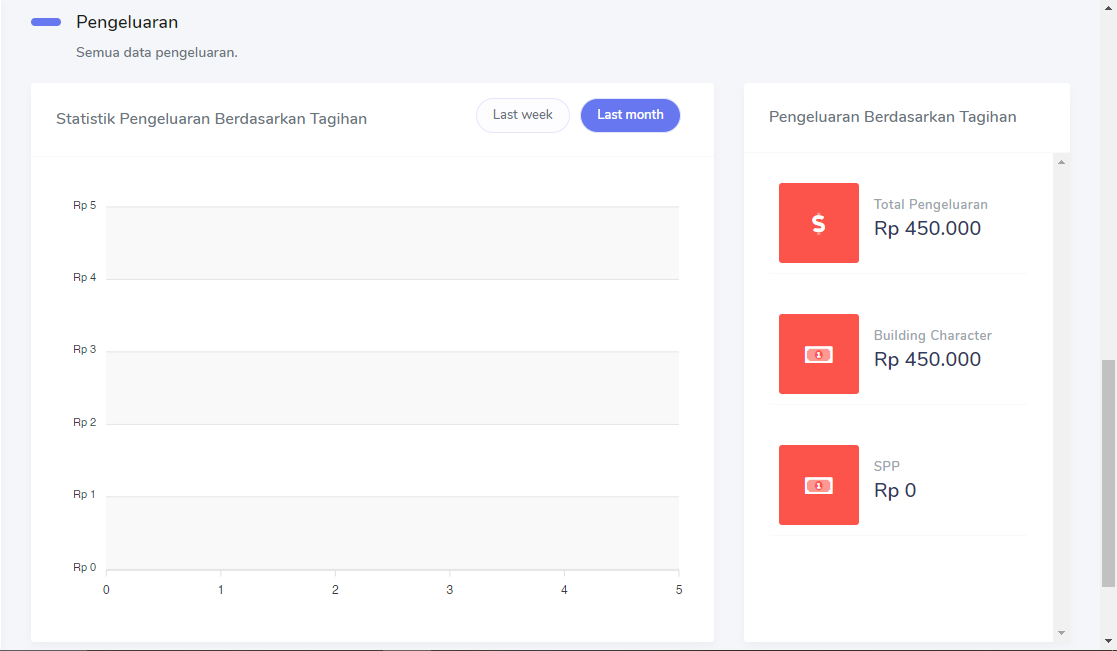 Pengeluaran
Semua data pengeluaran.
Statistik Pengeluaran Berdasarkan Tagihan
Last week
Last month
Rp 5
Rp 4
Rp 3
Rp 2
Rp 1
Rp 0
0 1 2 3 4 5
Pengeluaran Berdasarkan Tagihan
$
Total Pengeluaran
Rp 450.000
1
Building Character
Rp 450.000
1
SPP
Rp 0